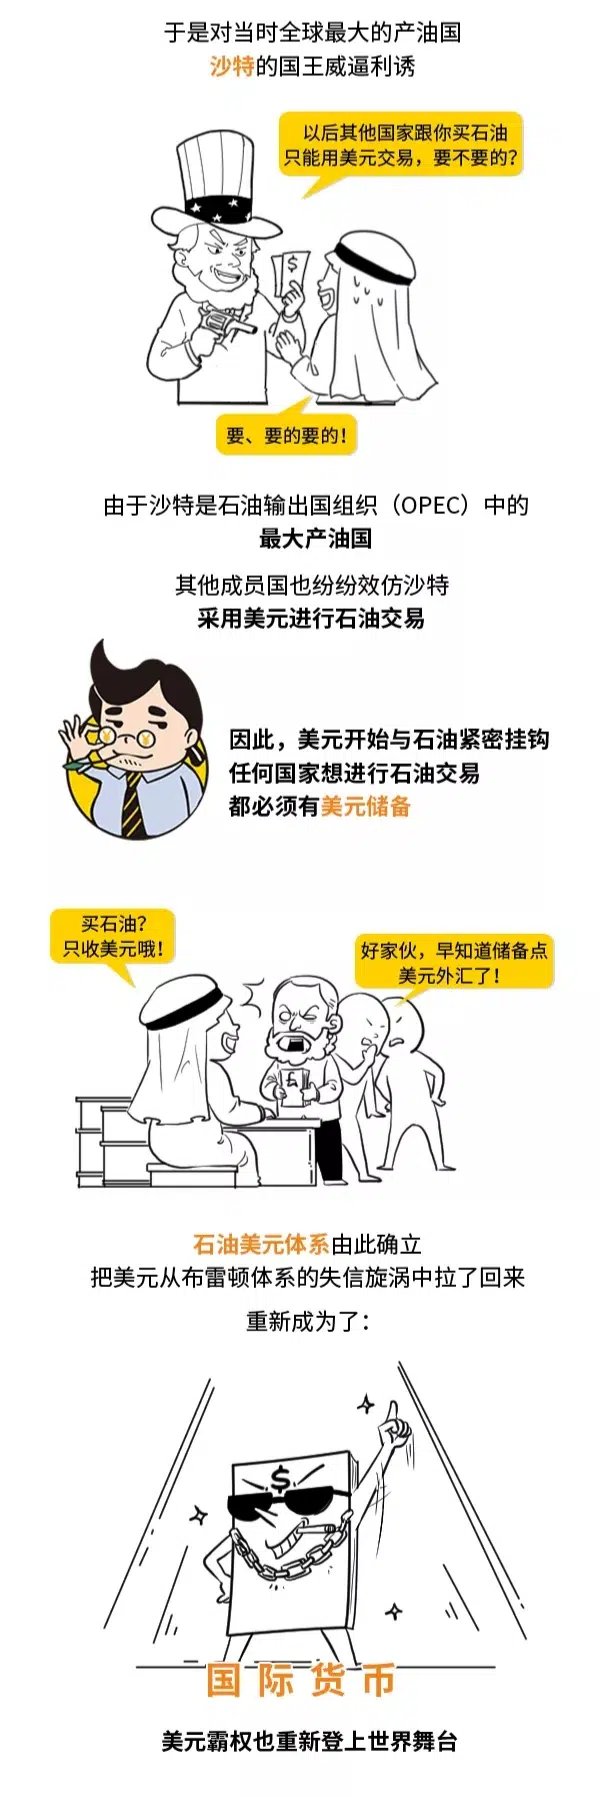 于是对当时全球最大的产油国
沙特的国王威逼利诱
以后其他国家跟你买石油
只能用美元交易，要不要的？
$
要、要的要的！
由于沙特是石油输出国组织（OPEC）中的
最大产油国
其他成员国也纷纷效仿沙特
采用美元进行石油交易
因此，美元开始与石油紧密挂钩
任何国家想进行石油交易
都必须有美元储备
买石油？
只收美元哦！
好家伙，早知道储备点
美元外汇了！
£
石油美元体系由此确立
把美元从布雷顿体系的失信旋涡中拉了回来
重新成为了：
$
国际货币
美元霸权也重新登上世界舞台